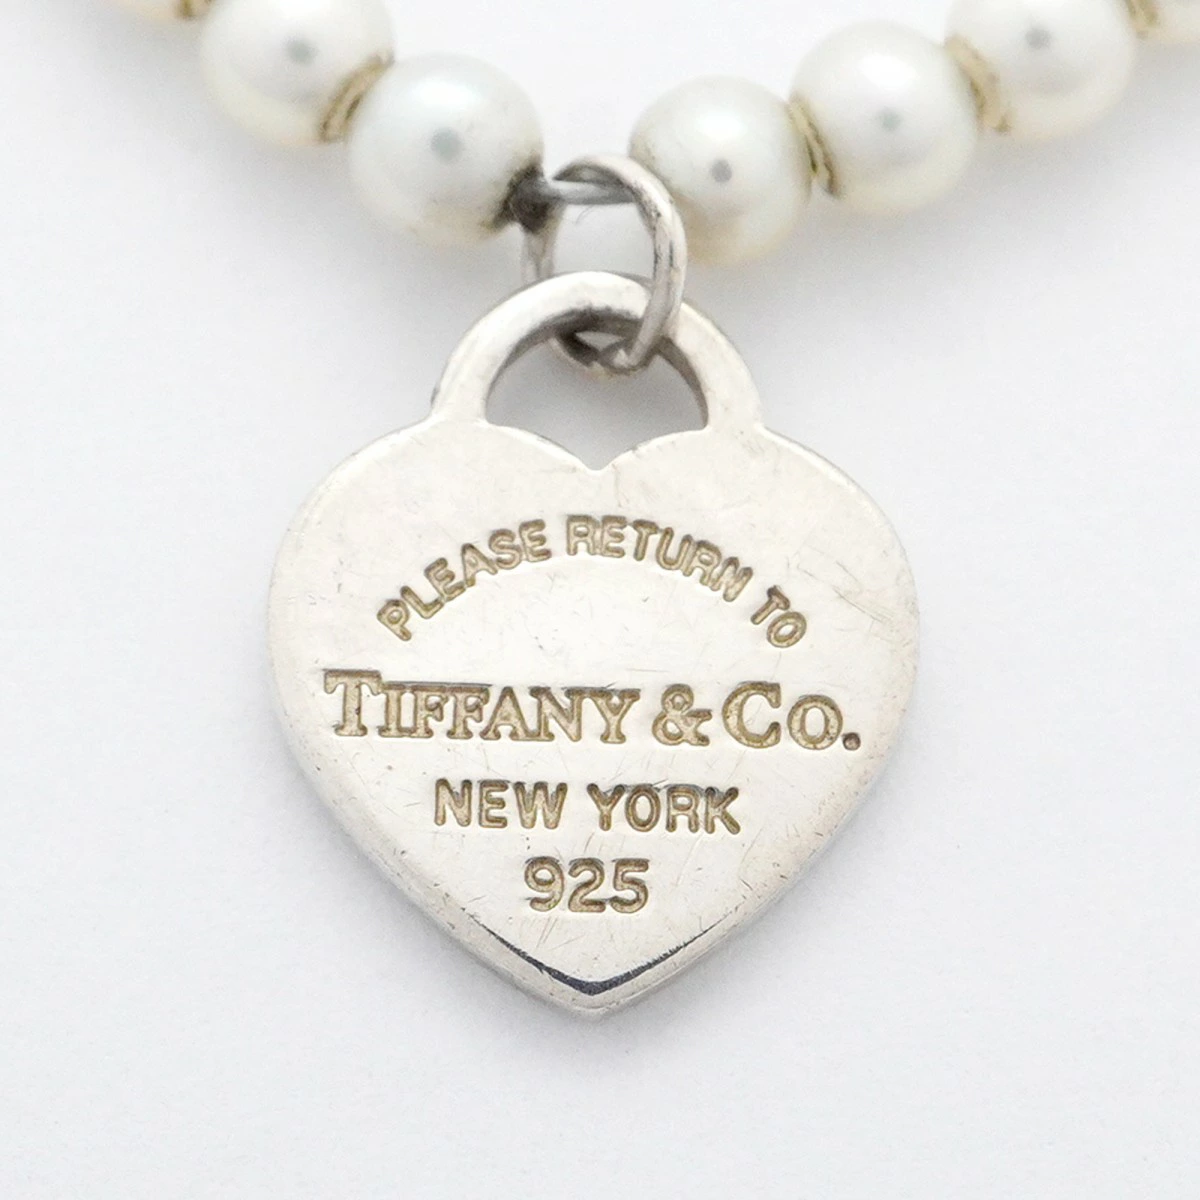 PLEASE RETURN TO
TIFFANY & CO.
NEW YORK
925